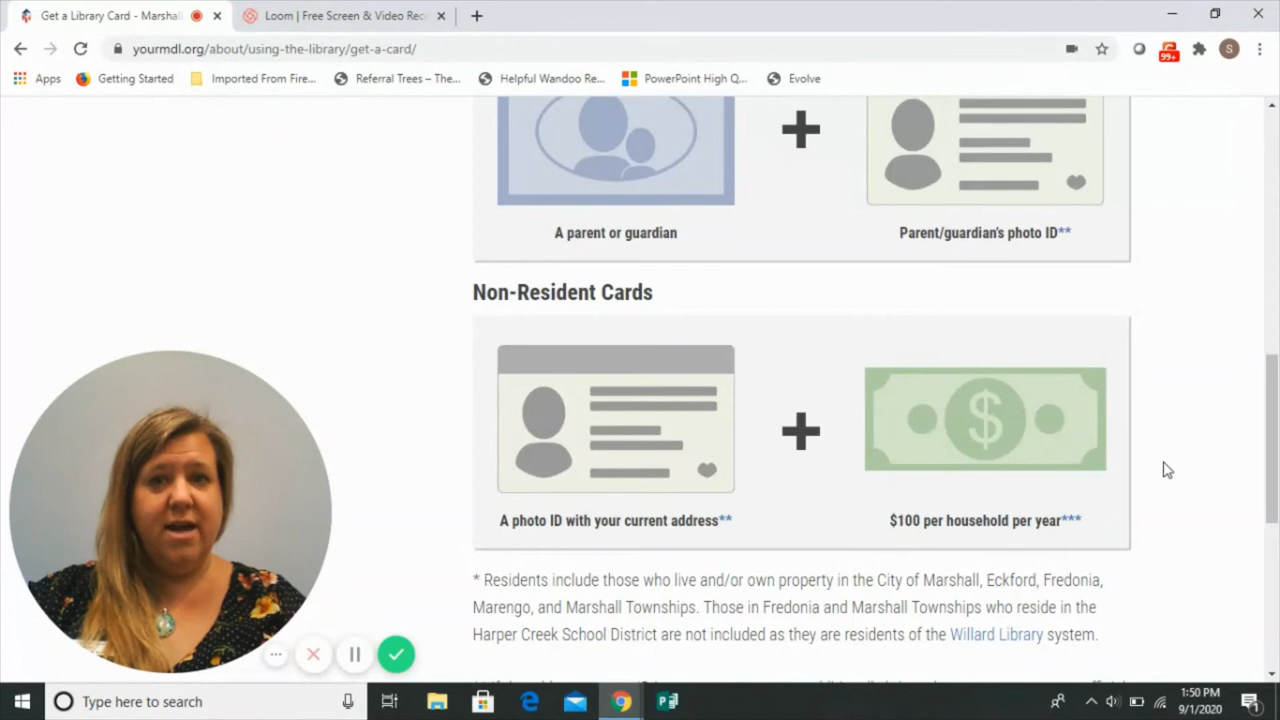 Get a Library Card - Marshal
Loom | Free Screen & Video Rec
yourmdl.org/about/using-the-library/get-a-card/
99+
S
Apps
Getting Started
Imported From Fire...
Referral Trees – The...
Helpful Wandoo Re...
PowerPoint High Q...
Evolve
A parent or guardian
Parent/guardian's photo ID**
Non-Resident Cards
$
A photo ID with your current address**
$100 per household per year***
* Residents include those who live and/or own property in the City of Marshall, Eckford, Fredonia,
Marengo, and Marshall Townships. Those in Fredonia and Marshall Townships who reside in the
Harper Creek School District are not included as they are residents of the Willard Library system.
Type here to search
1:50 PM
9/1/2020
1